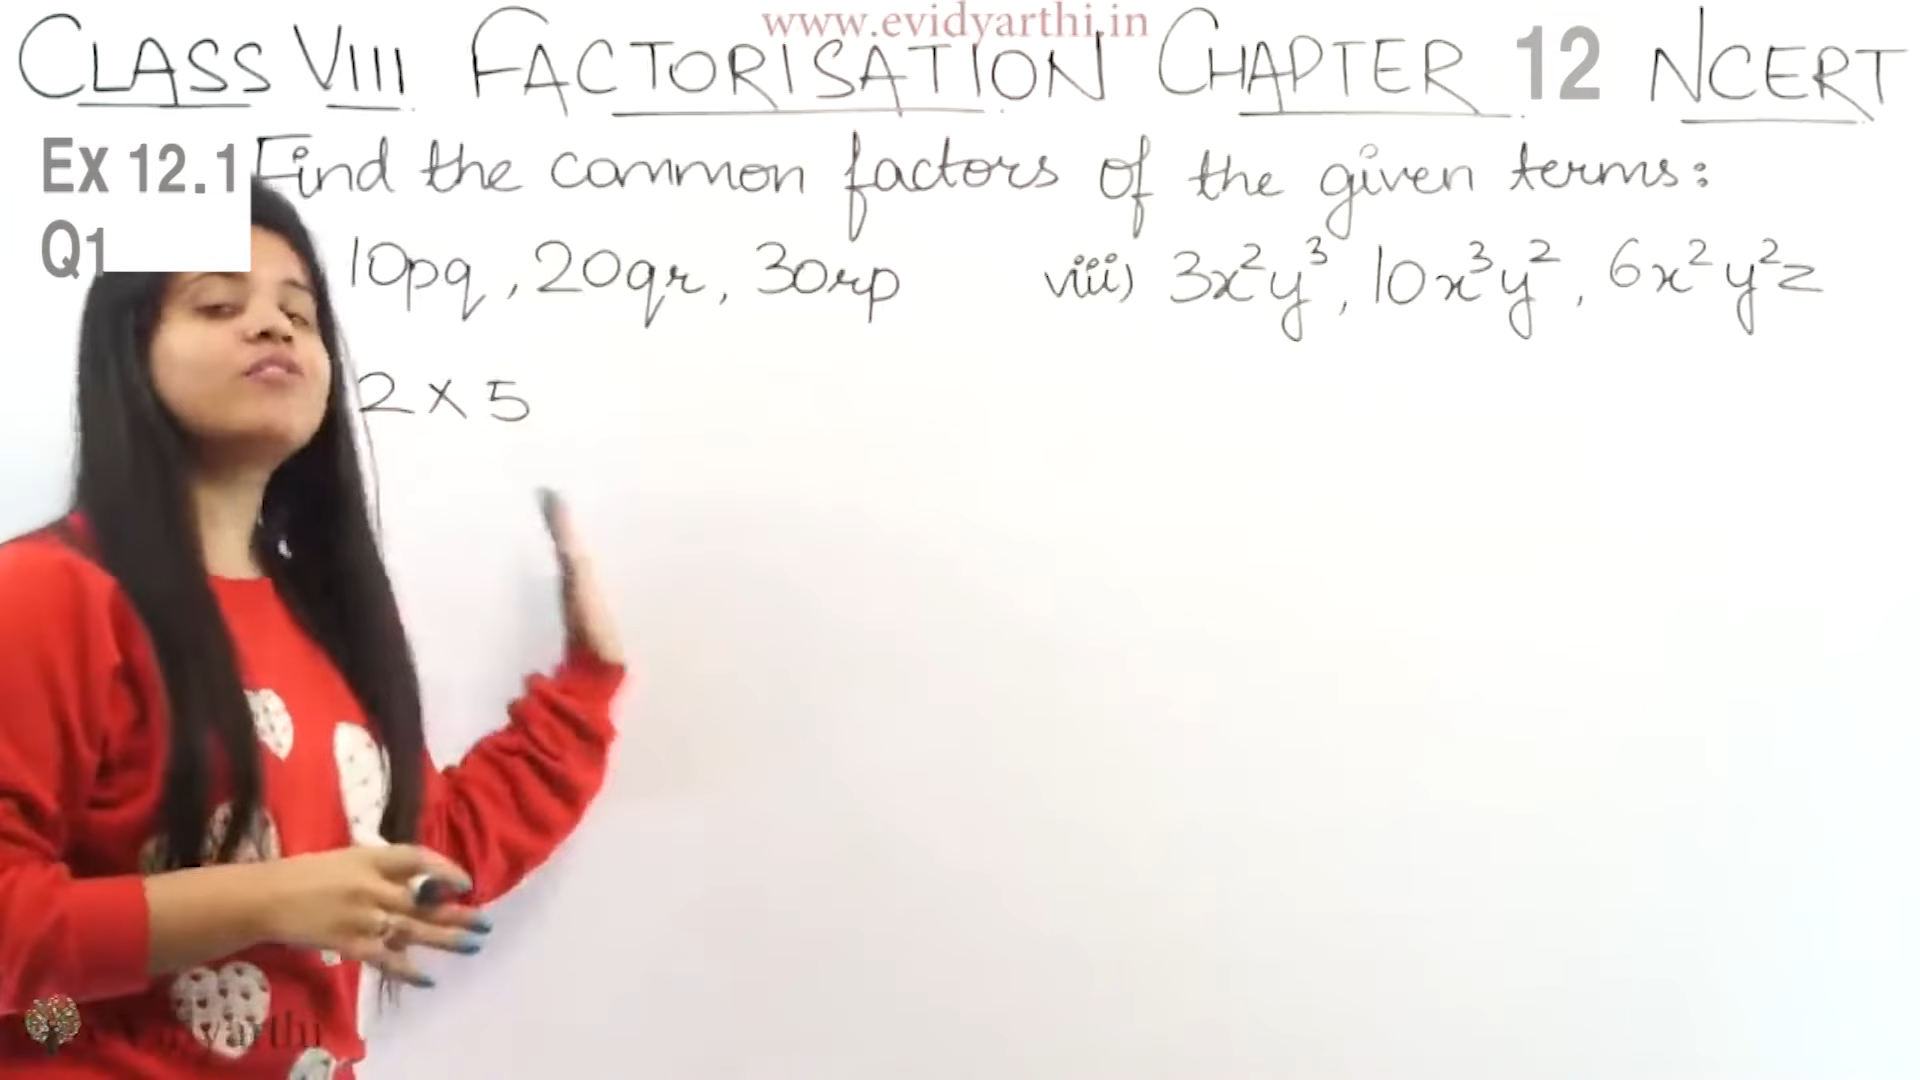 www.evidyarthi.in
CLASS VIII FACTORISATION CHAPTER 12 NCERT
Ex 12.1 Find the common factors of the given terms:
Q1
10pq, 20qr, 30rp viii) 3x²y³, 10x³y², 6x²y²z
2 × 5
eVidyarthi